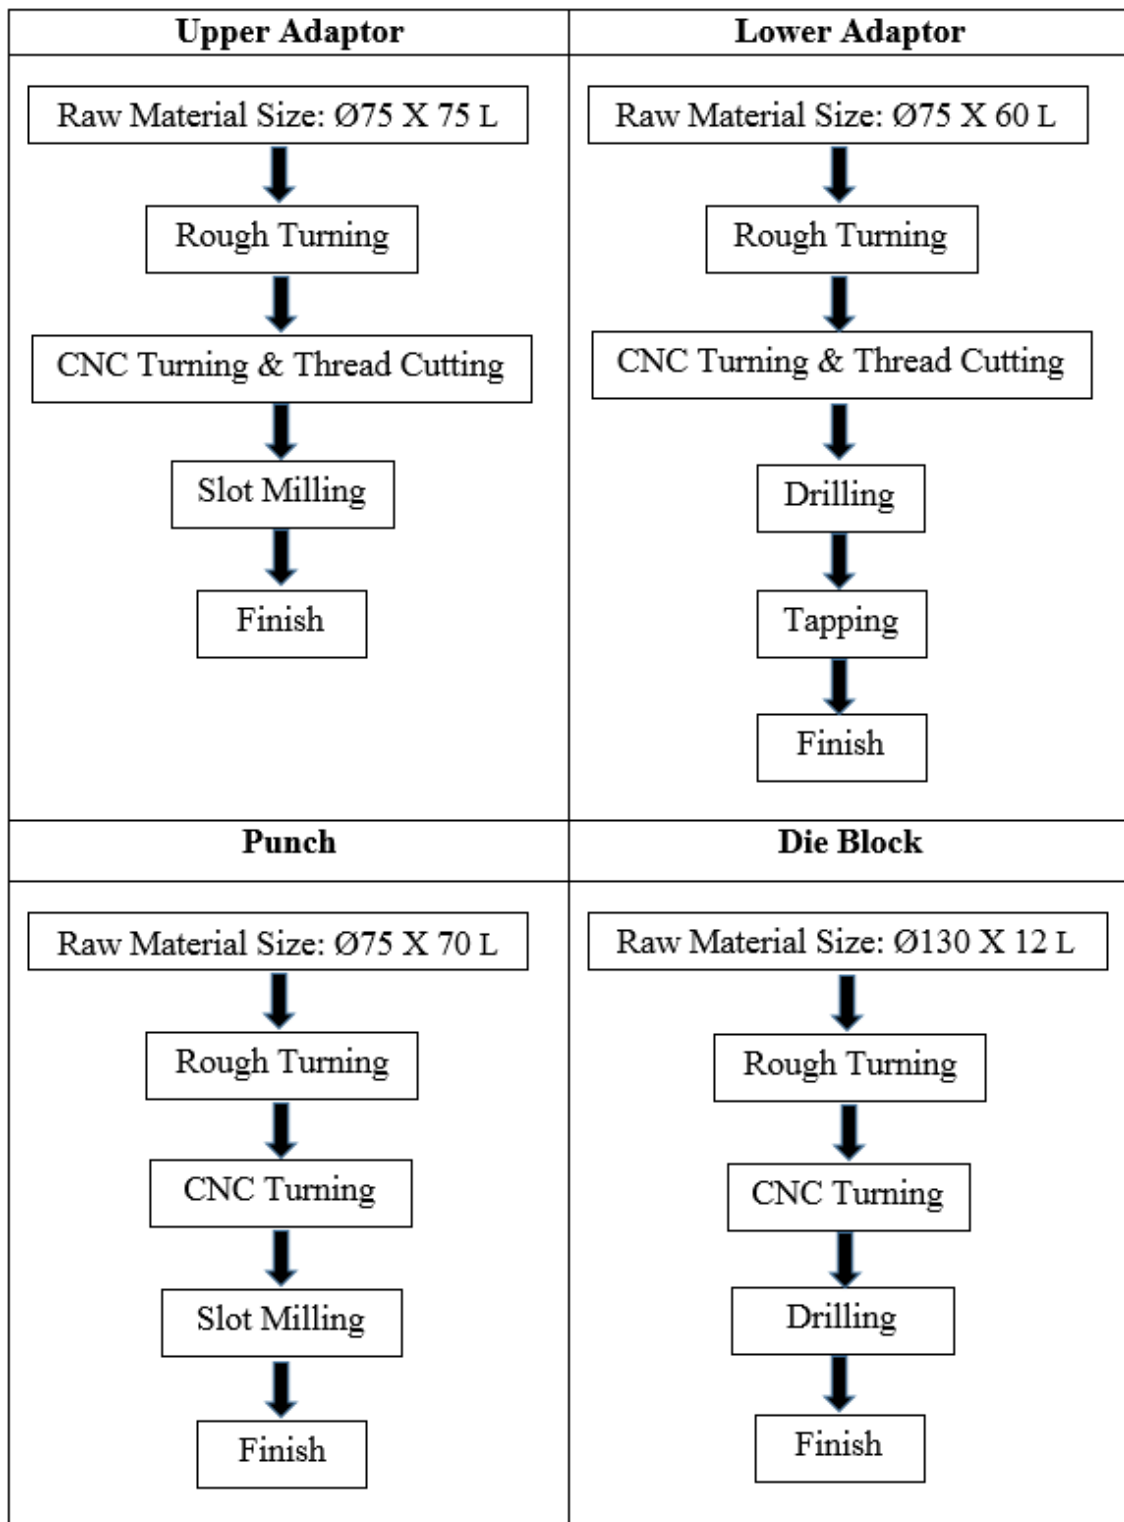 Upper Adaptor
Raw Material Size: Ø75 X 75 L
Rough Turning
CNC Turning & Thread Cutting
Slot Milling
Finish
Lower Adaptor
Raw Material Size: Ø75 X 60 L
Rough Turning
CNC Turning & Thread Cutting
Drilling
Tapping
Finish
Punch
Raw Material Size: Ø75 X 70 L
Rough Turning
CNC Turning
Slot Milling
Finish
Die Block
Raw Material Size: Ø130 X 12 L
Rough Turning
CNC Turning
Drilling
Finish